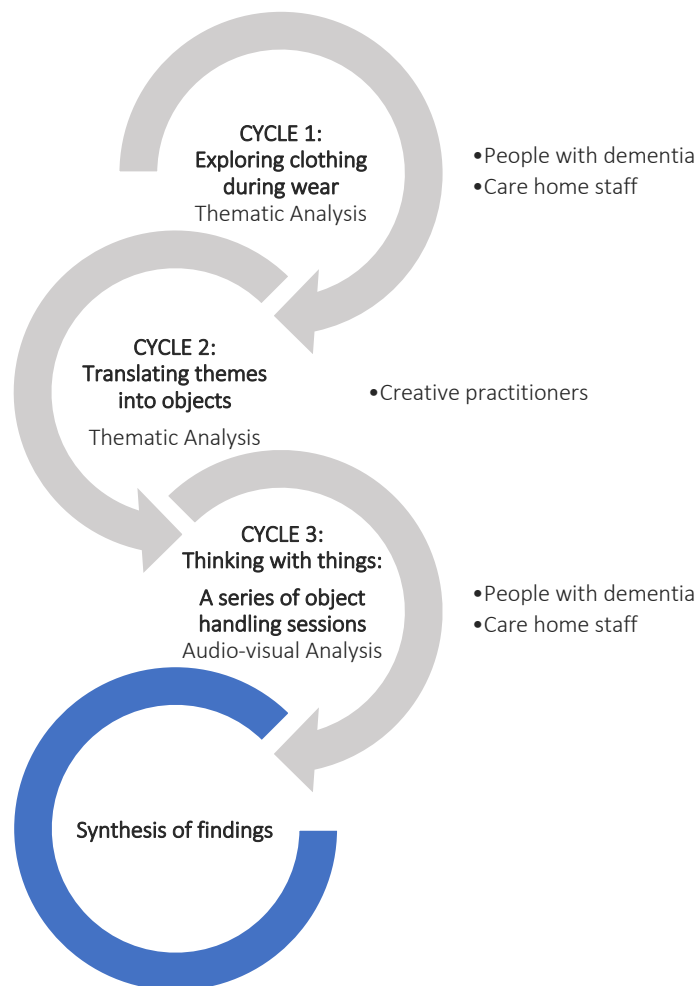 CYCLE 1:
Exploring clothing
during wear
Thematic Analysis
•People with dementia
•Care home staff
CYCLE 2:
Translating themes
into objects
Thematic Analysis
•Creative practitioners
CYCLE 3:
Thinking with things:
A series of object
handling sessions
Audio-visual Analysis
•People with dementia
•Care home staff
Synthesis of findings